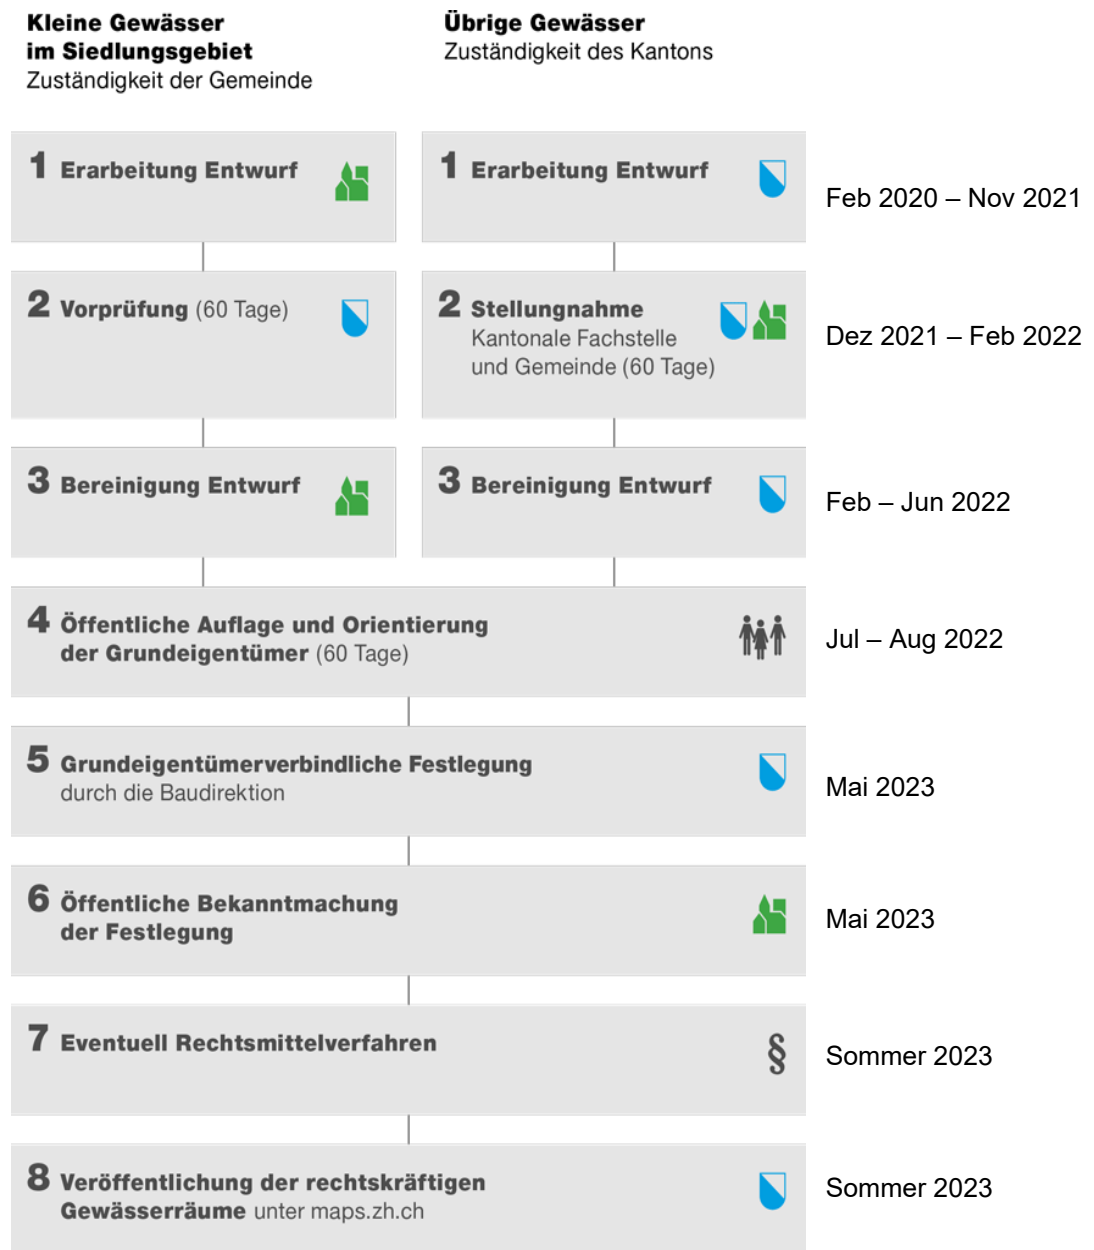 Kleine Gewässer
im Siedlungsgebiet
Zuständigkeit der Gemeinde
Übrige Gewässer
Zuständigkeit des Kantons
1 Erarbeitung Entwurf
1 Erarbeitung Entwurf
Feb 2020 – Nov 2021
2 Vorprüfung (60 Tage)
2 Stellungnahme
Kantonale Fachstelle
und Gemeinde (60 Tage)
Dez 2021 – Feb 2022
3 Bereinigung Entwurf
3 Bereinigung Entwurf
Feb – Jun 2022
4 Öffentliche Auflage und Orientierung
der Grundeigentümer (60 Tage)
Jul – Aug 2022
5 Grundeigentümerverbindliche Festlegung
durch die Baudirektion
Mai 2023
6 Öffentliche Bekanntmachung
der Festlegung
Mai 2023
7 Eventuell Rechtsmittelverfahren
§
Sommer 2023
8 Veröffentlichung der rechtskräftigen
Gewässerräume unter maps.zh.ch
Sommer 2023